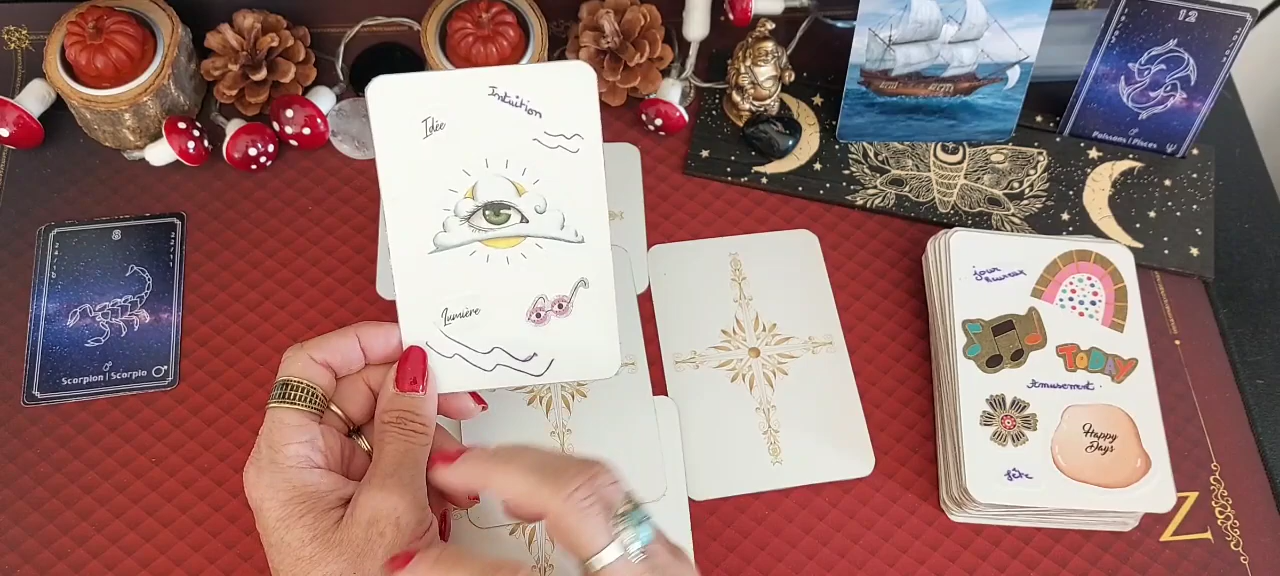 12
Poissons | Pisces
Intuition
Idée
Lumière
8
Scorpion | Scorpio
jour
heureux
TODAY
Amusement.
fête
Happy
Days
Z